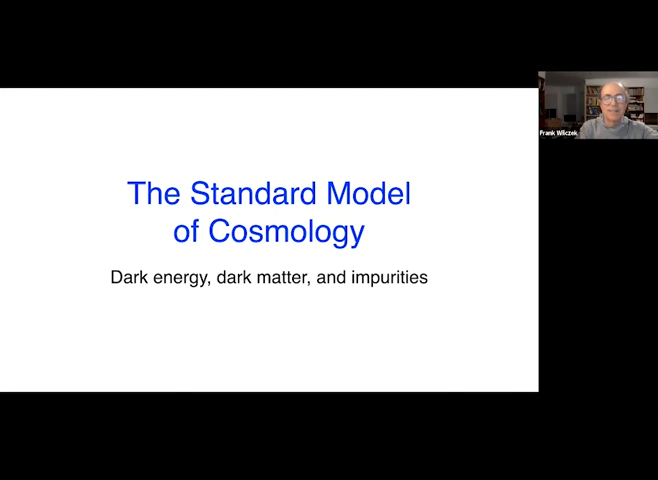 The Standard Model
of Cosmology
Dark energy, dark matter, and impurities
Frank Wilczek